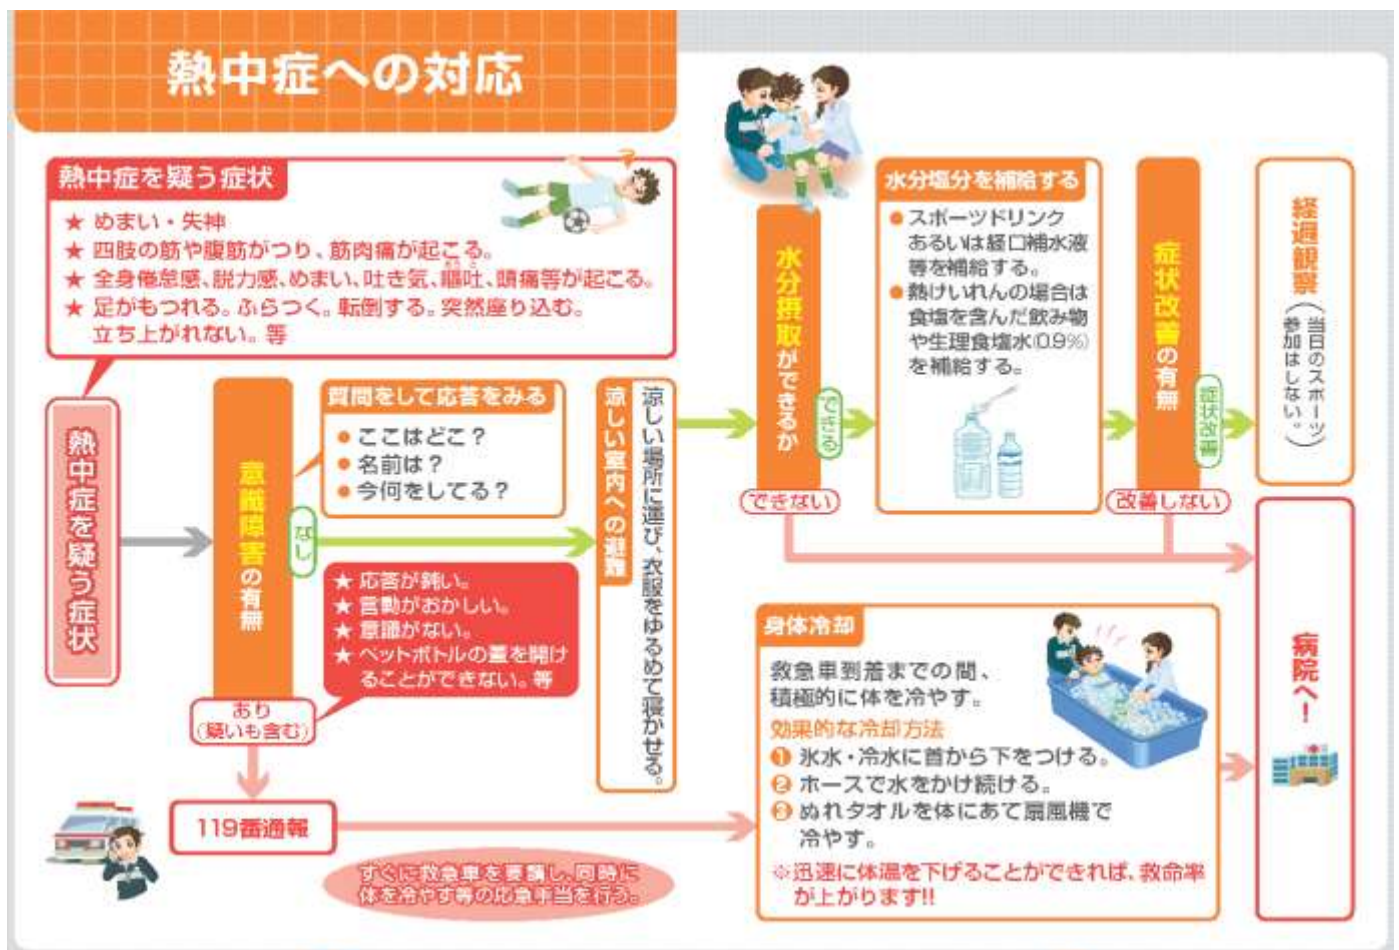 熱中症への対応
熱中症を疑う症状
★ めまい・失神
★ 四肢の筋や腹筋がつり、筋肉痛が起こる。
★ 全身倦怠感、脱力感、めまい、吐き気、嘔吐、頭痛等が起こる。
★ 足がもつれる。ふらつく。転倒する。突然座り込む。
立ち上がれない。等
熱中症を疑う症状
意識障害の有無
質問をして応答をみる
● ここはどこ？
● 名前は？
● 今何をしてる？
なし
★ 応答が鈍い。
★ 言動がおかしい。
★ 意識がない。
★ ペットボトルの蓋を開け
ることができない。等
あり
(疑いも含む)
119番通報
すぐに救急車を要請し、同時に
体を冷やす等の応急手当を行う。
涼しい室内への避難
涼しい場所に運び、衣服をゆるめて寝かせる。
水分摂取ができるか
できる
できない
水分塩分を補給する
● スポーツドリンク
あるいは経口補水液
等を補給する。
● 熱けいれんの場合は
食塩を含んだ飲み物
や生理食塩水(0.9%)
を補給する。
症状改善の有無
症状改善
改善しない
経過観察
(当日のスポーツ
参加はしない。)
身体冷却
救急車到着までの間、
積極的に体を冷やす。
効果的な冷却方法
❶ 氷水・冷水に首から下をつける。
❷ ホースで水をかけ続ける。
❸ ぬれタオルを体にあて扇風機で
冷やす。
※迅速に体温を下げることができれば、救命率
が上がります!!
病院へ！